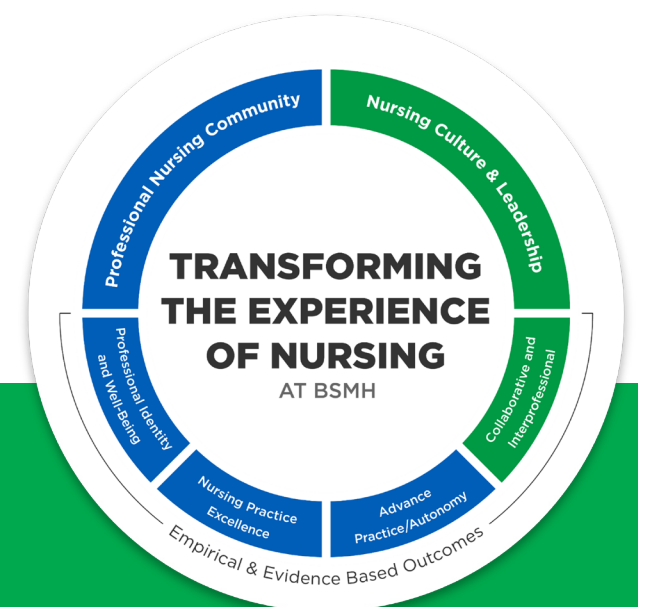 Professional Nursing Community
Nursing Culture & Leadership
TRANSFORMING
THE EXPERIENCE
OF NURSING
AT BSMH
Professional Identity
and Well-Being
Nursing Practice
Excellence
Advance
Practice/Autonomy
Collaborative and
Interprofessional
Empirical & Evidence Based Outcomes